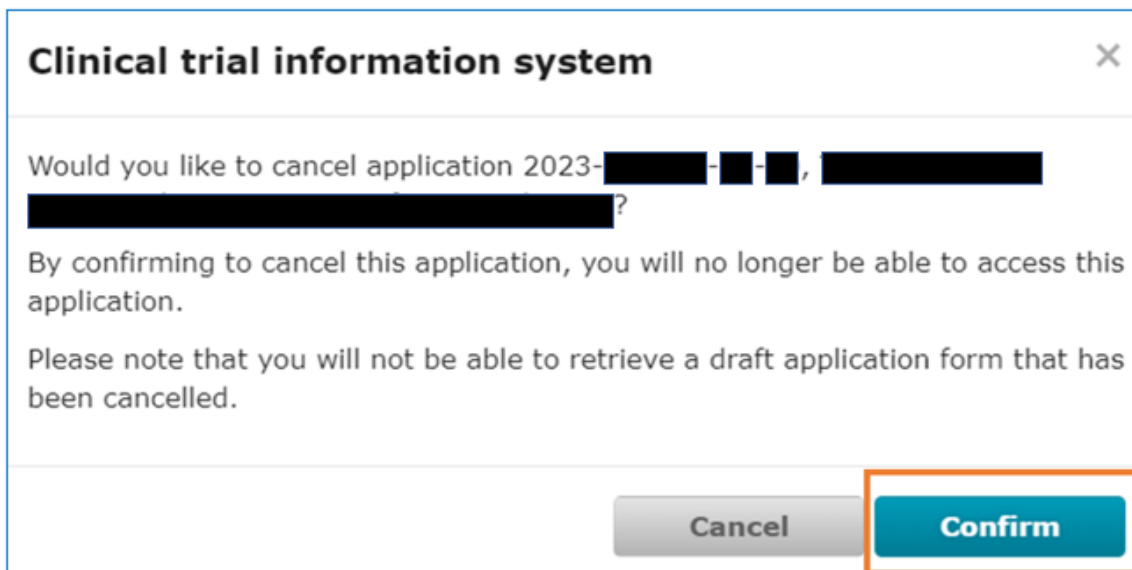 Clinical trial information system
Would you like to cancel application 2023- - - ,
?
By confirming to cancel this application, you will no longer be able to access this
application.
Please note that you will not be able to retrieve a draft application form that has
been cancelled.
Cancel
Confirm